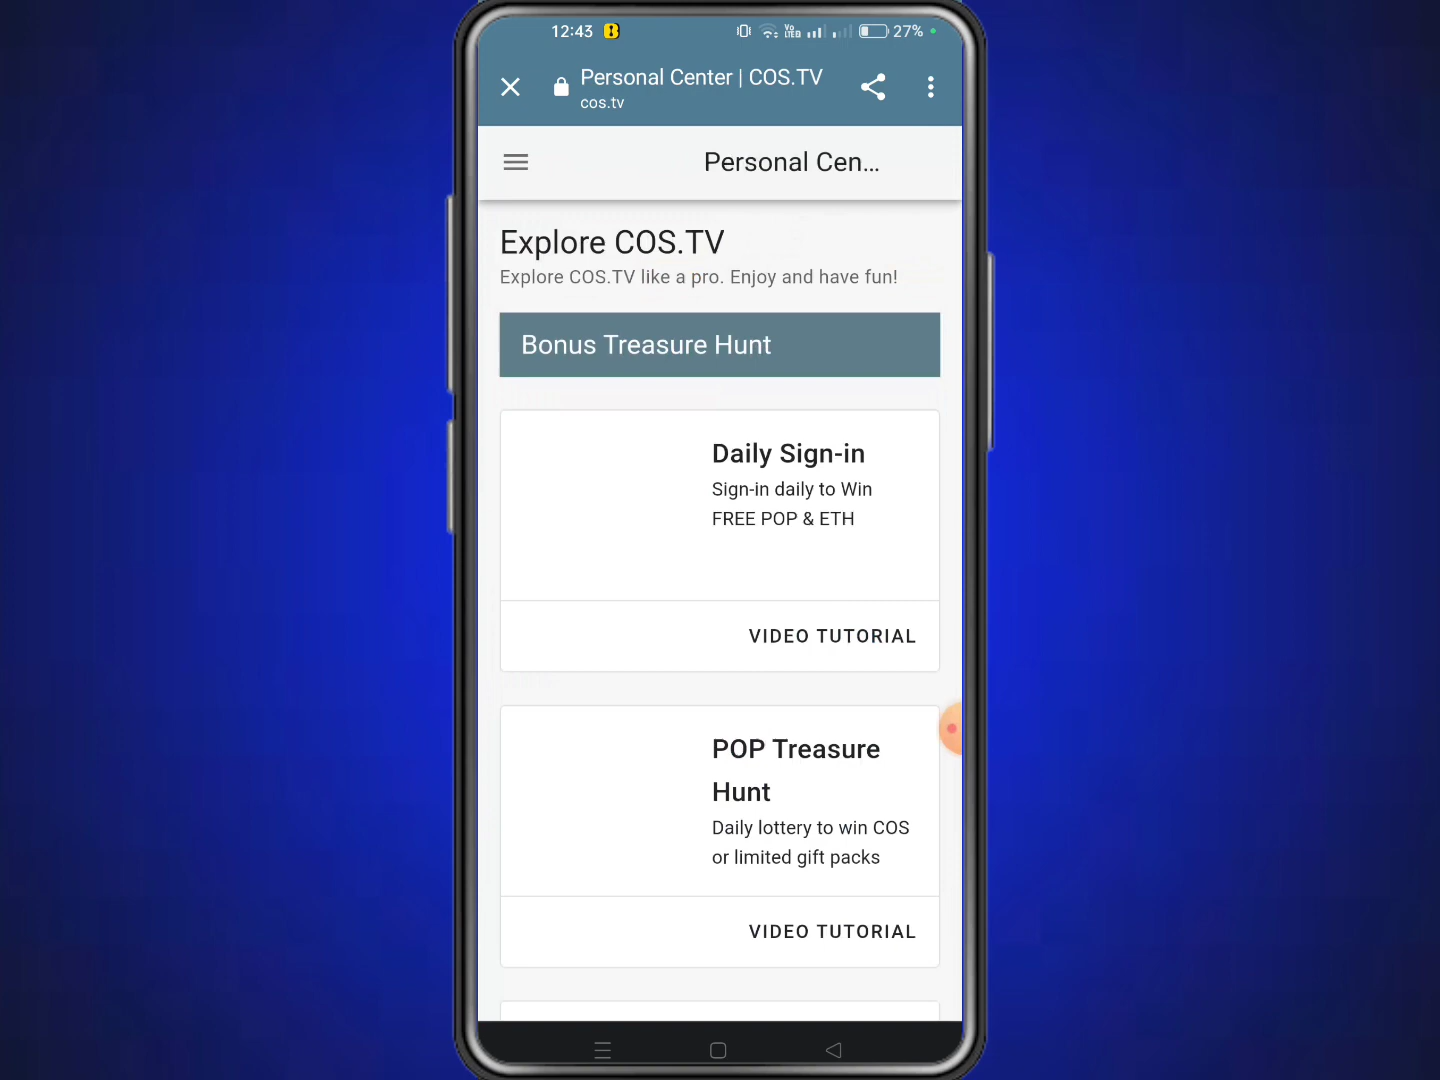 12:43
Vo
LTE
27%
Personal Center | COS.TV
cos.tv
Personal Cen...
Explore COS.TV
Explore COS.TV like a pro. Enjoy and have fun!
Bonus Treasure Hunt
Daily Sign-in
Sign-in daily to Win
FREE POP & ETH
VIDEO TUTORIAL
POP Treasure
Hunt
Daily lottery to win COS
or limited gift packs
VIDEO TUTORIAL